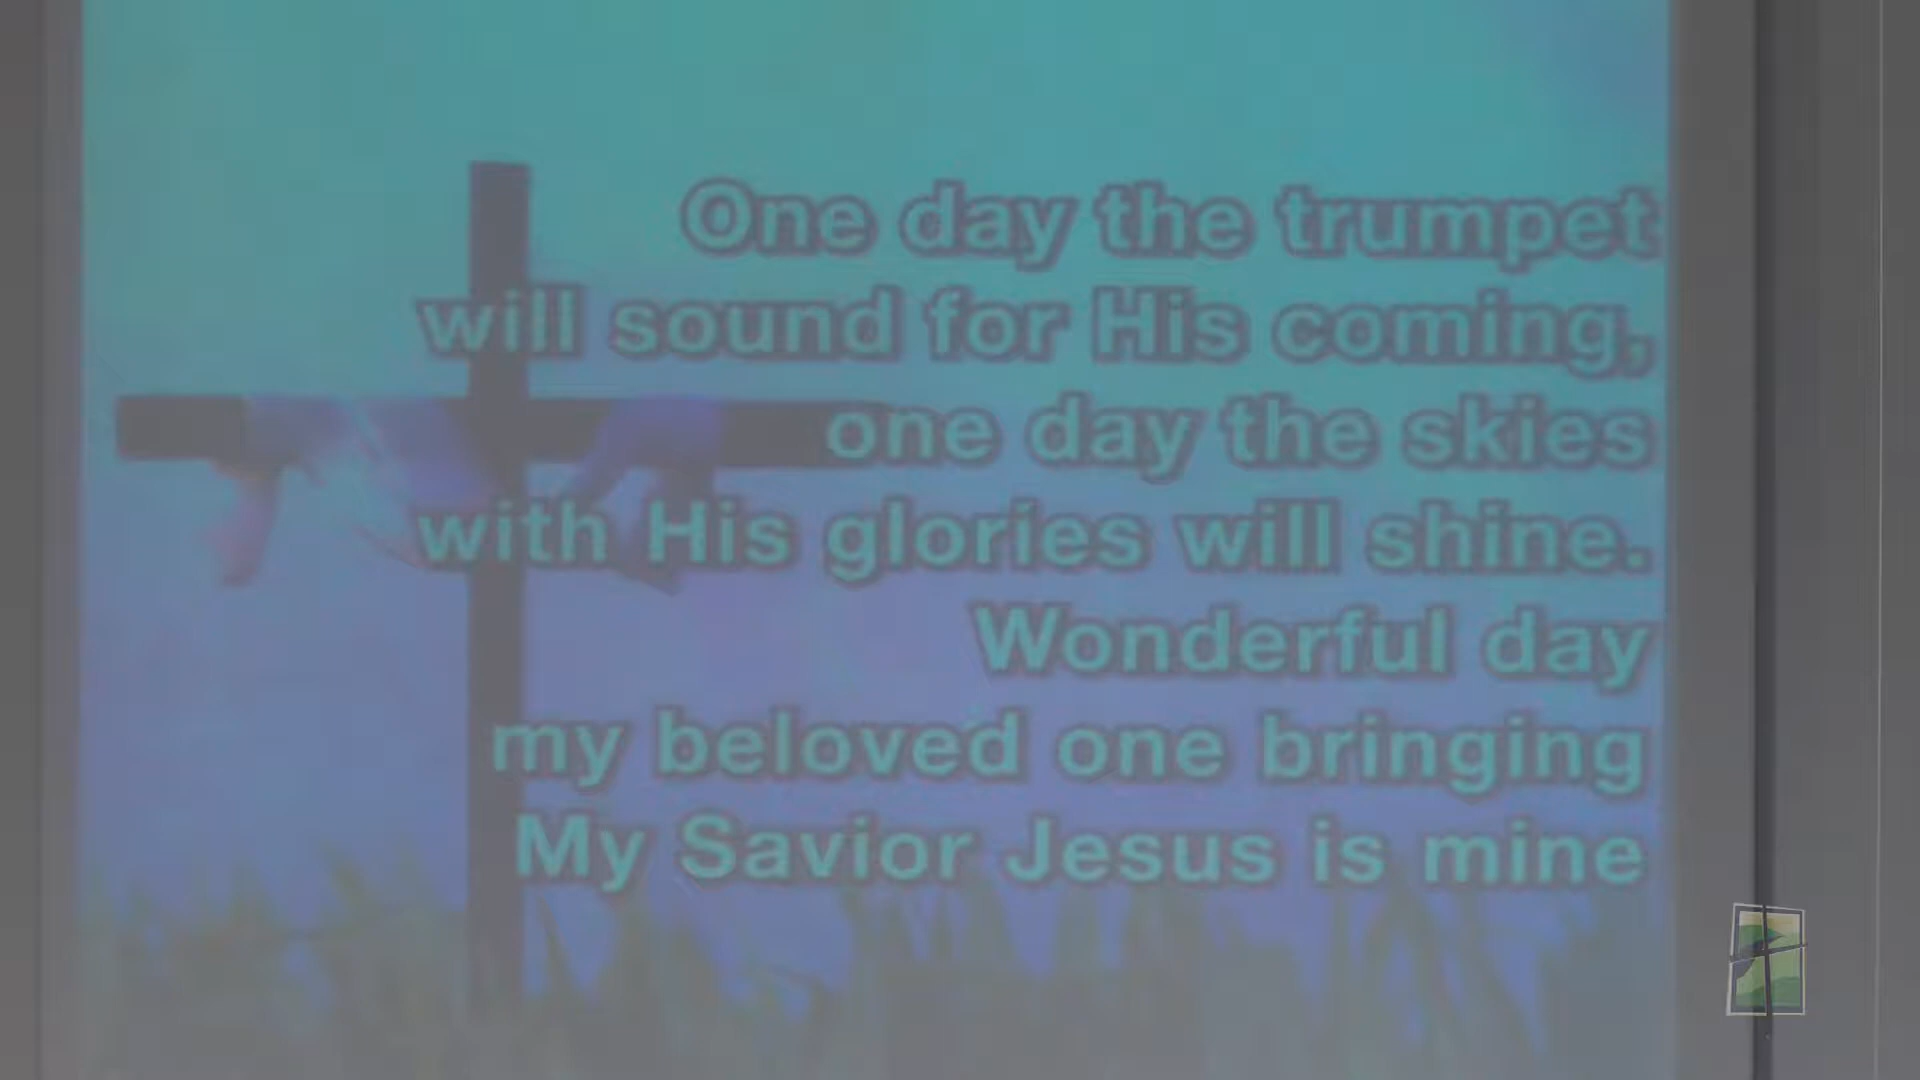 One day the trumpet
will sound for His coming,
one day the skies
with His glories will shine.
Wonderful day
my beloved one bringing
My Savior Jesus is mine